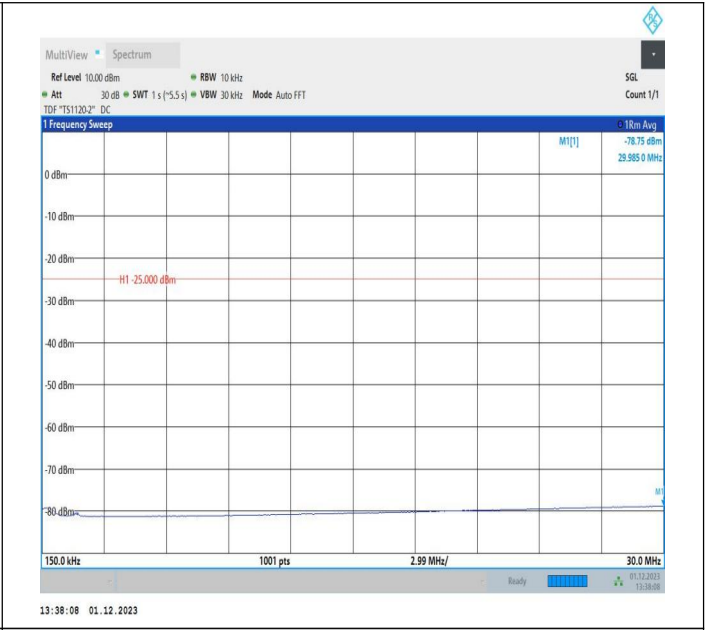 R&S
MultiView Spectrum
Ref Level 10.00 dBm RBW 10 kHz SGL
Att 30 dB SWT 1 s (~5.5 s) VBW 30 kHz Mode Auto FFT Count 1/1
TDF "TS1120-2" DC
1 Frequency Sweep 1Rm Avg
M1[1] -78.75 dBm
29.985 0 MHz
0 dBm
-10 dBm
-20 dBm
H1 -25.000 dBm
-30 dBm
-40 dBm
-50 dBm
-60 dBm
-70 dBm
M1
-80 dBm
150.0 kHz 1001 pts 2.99 MHz/ 30.0 MHz
Ready 01.12.2023
13:38:08
13:38:08 01.12.2023